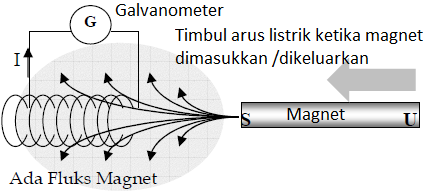 Galvanometer
G
Timbul arus listrik ketika magnet
dimasukkan /dikeluarkan
I
S
Magnet
U
Ada Fluks Magnet